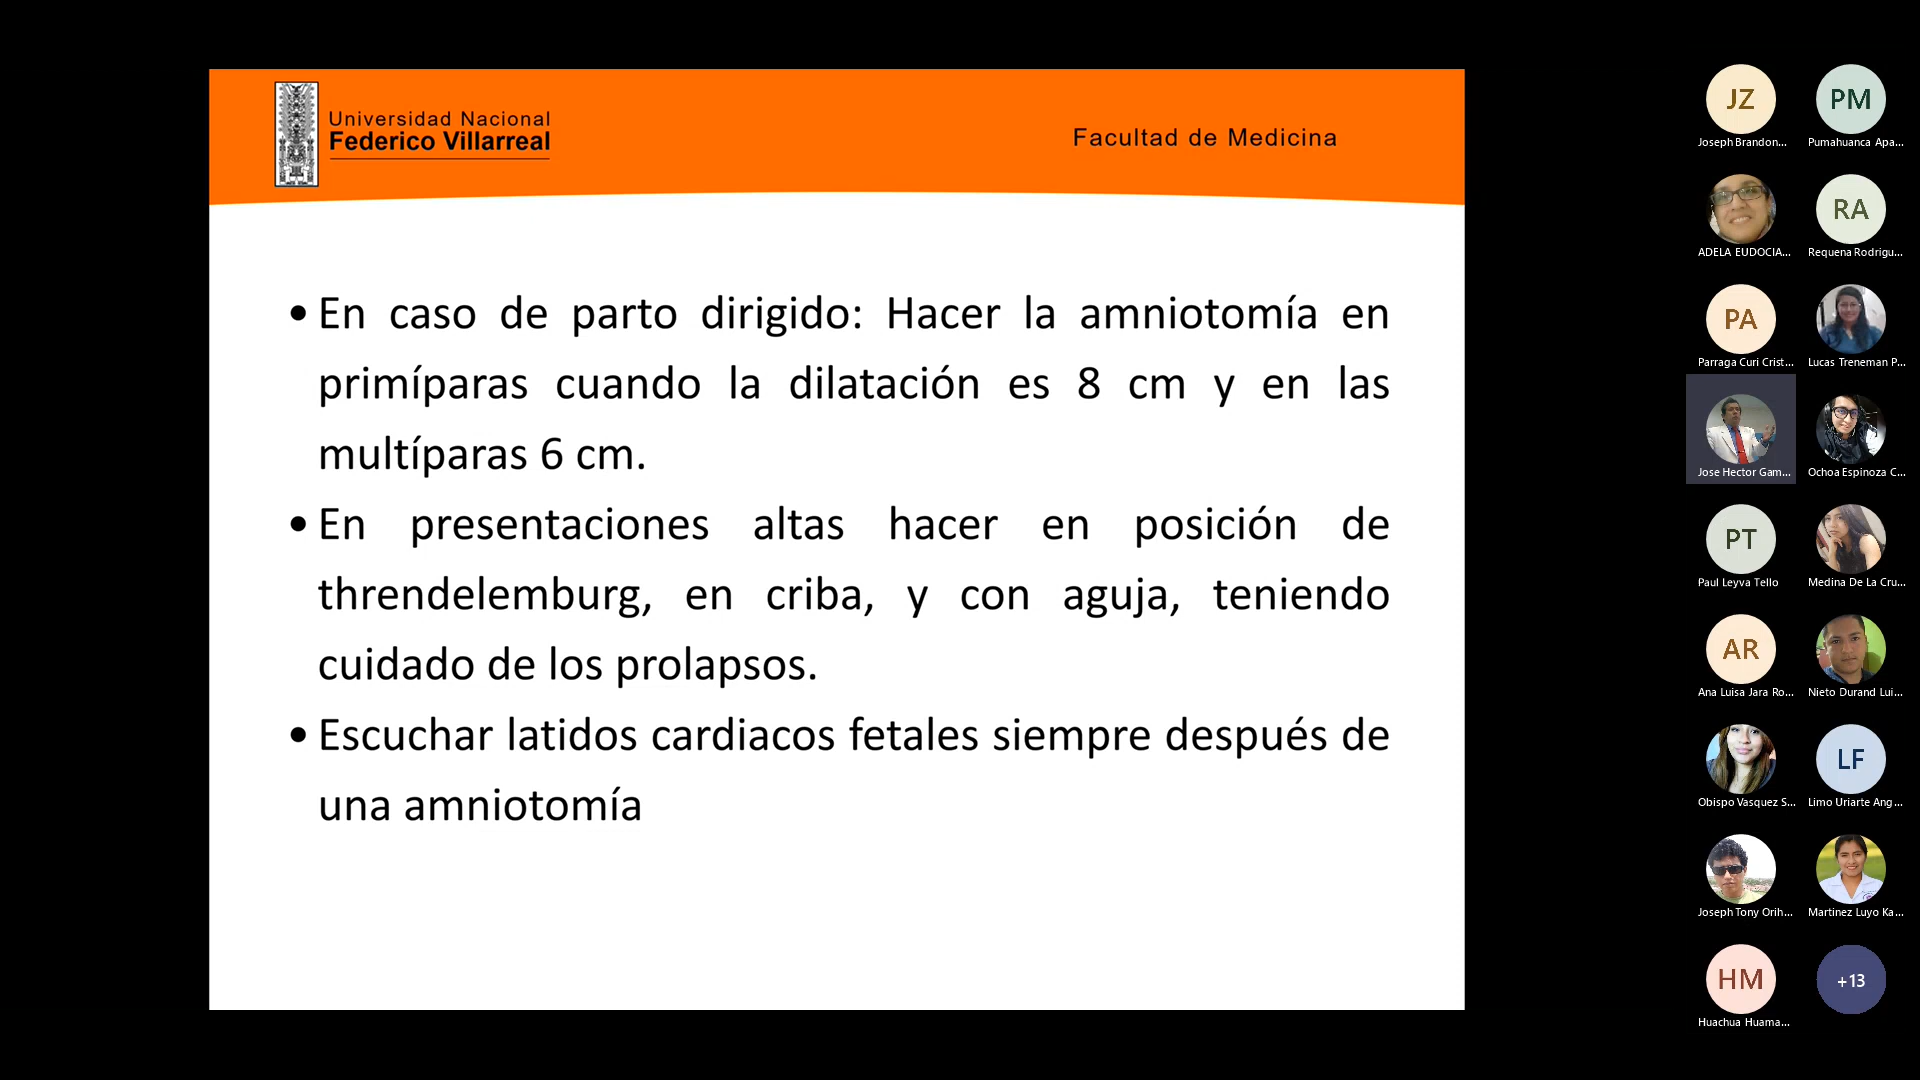 Universidad Nacional
Federico Villarreal
Facultad de Medicina
• En caso de parto dirigido: Hacer la amniotomía en
primíparas cuando la dilatación es 8 cm y en las
multíparas 6 cm.
• En presentaciones altas hacer en posición de
threndelemburg, en criba, y con aguja, teniendo
cuidado de los prolapsos.
• Escuchar latidos cardiacos fetales siempre después de
una amniotomía
JZ
Joseph Brandon...
PM
Pumahuanca Apa...
ADELA EUDOCIA...
RA
Requena Rodrigu...
PA
Parraga Curi Crist...
Lucas Treneman P...
Jose Hector Gam...
Ochoa Espinoza C...
PT
Paul Leyva Tello
Medina De La Cru...
AR
Ana Luisa Jara Ro...
Nieto Durand Lui...
Obispo Vasquez S...
LF
Limo Uriarte Ang...
Joseph Tony Orih...
Martinez Luyo Ka...
HM
Huachua Huama...
+13